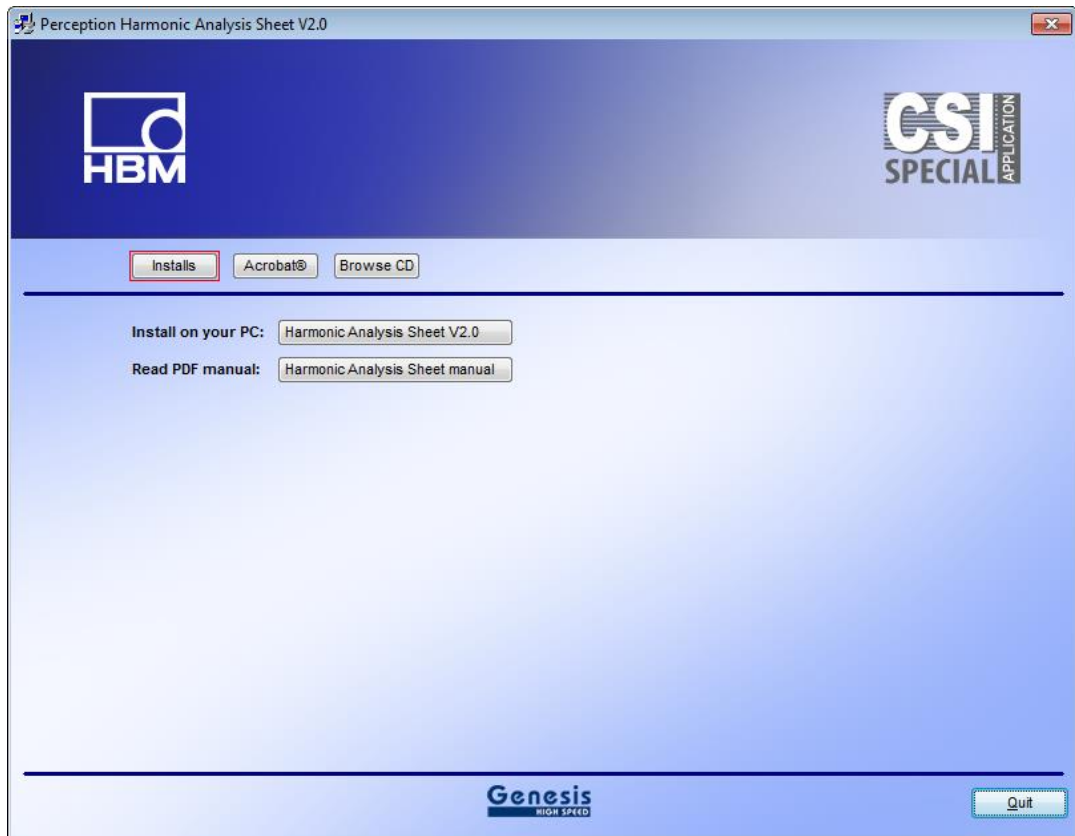 Perception Harmonic Analysis Sheet V2.0
HBM
CSI
SPECIAL
APPLICATION
Installs
Acrobat®
Browse CD
Install on your PC:
Harmonic Analysis Sheet V2.0
Read PDF manual:
Harmonic Analysis Sheet manual
Genesis
HIGH SPEED
Quit